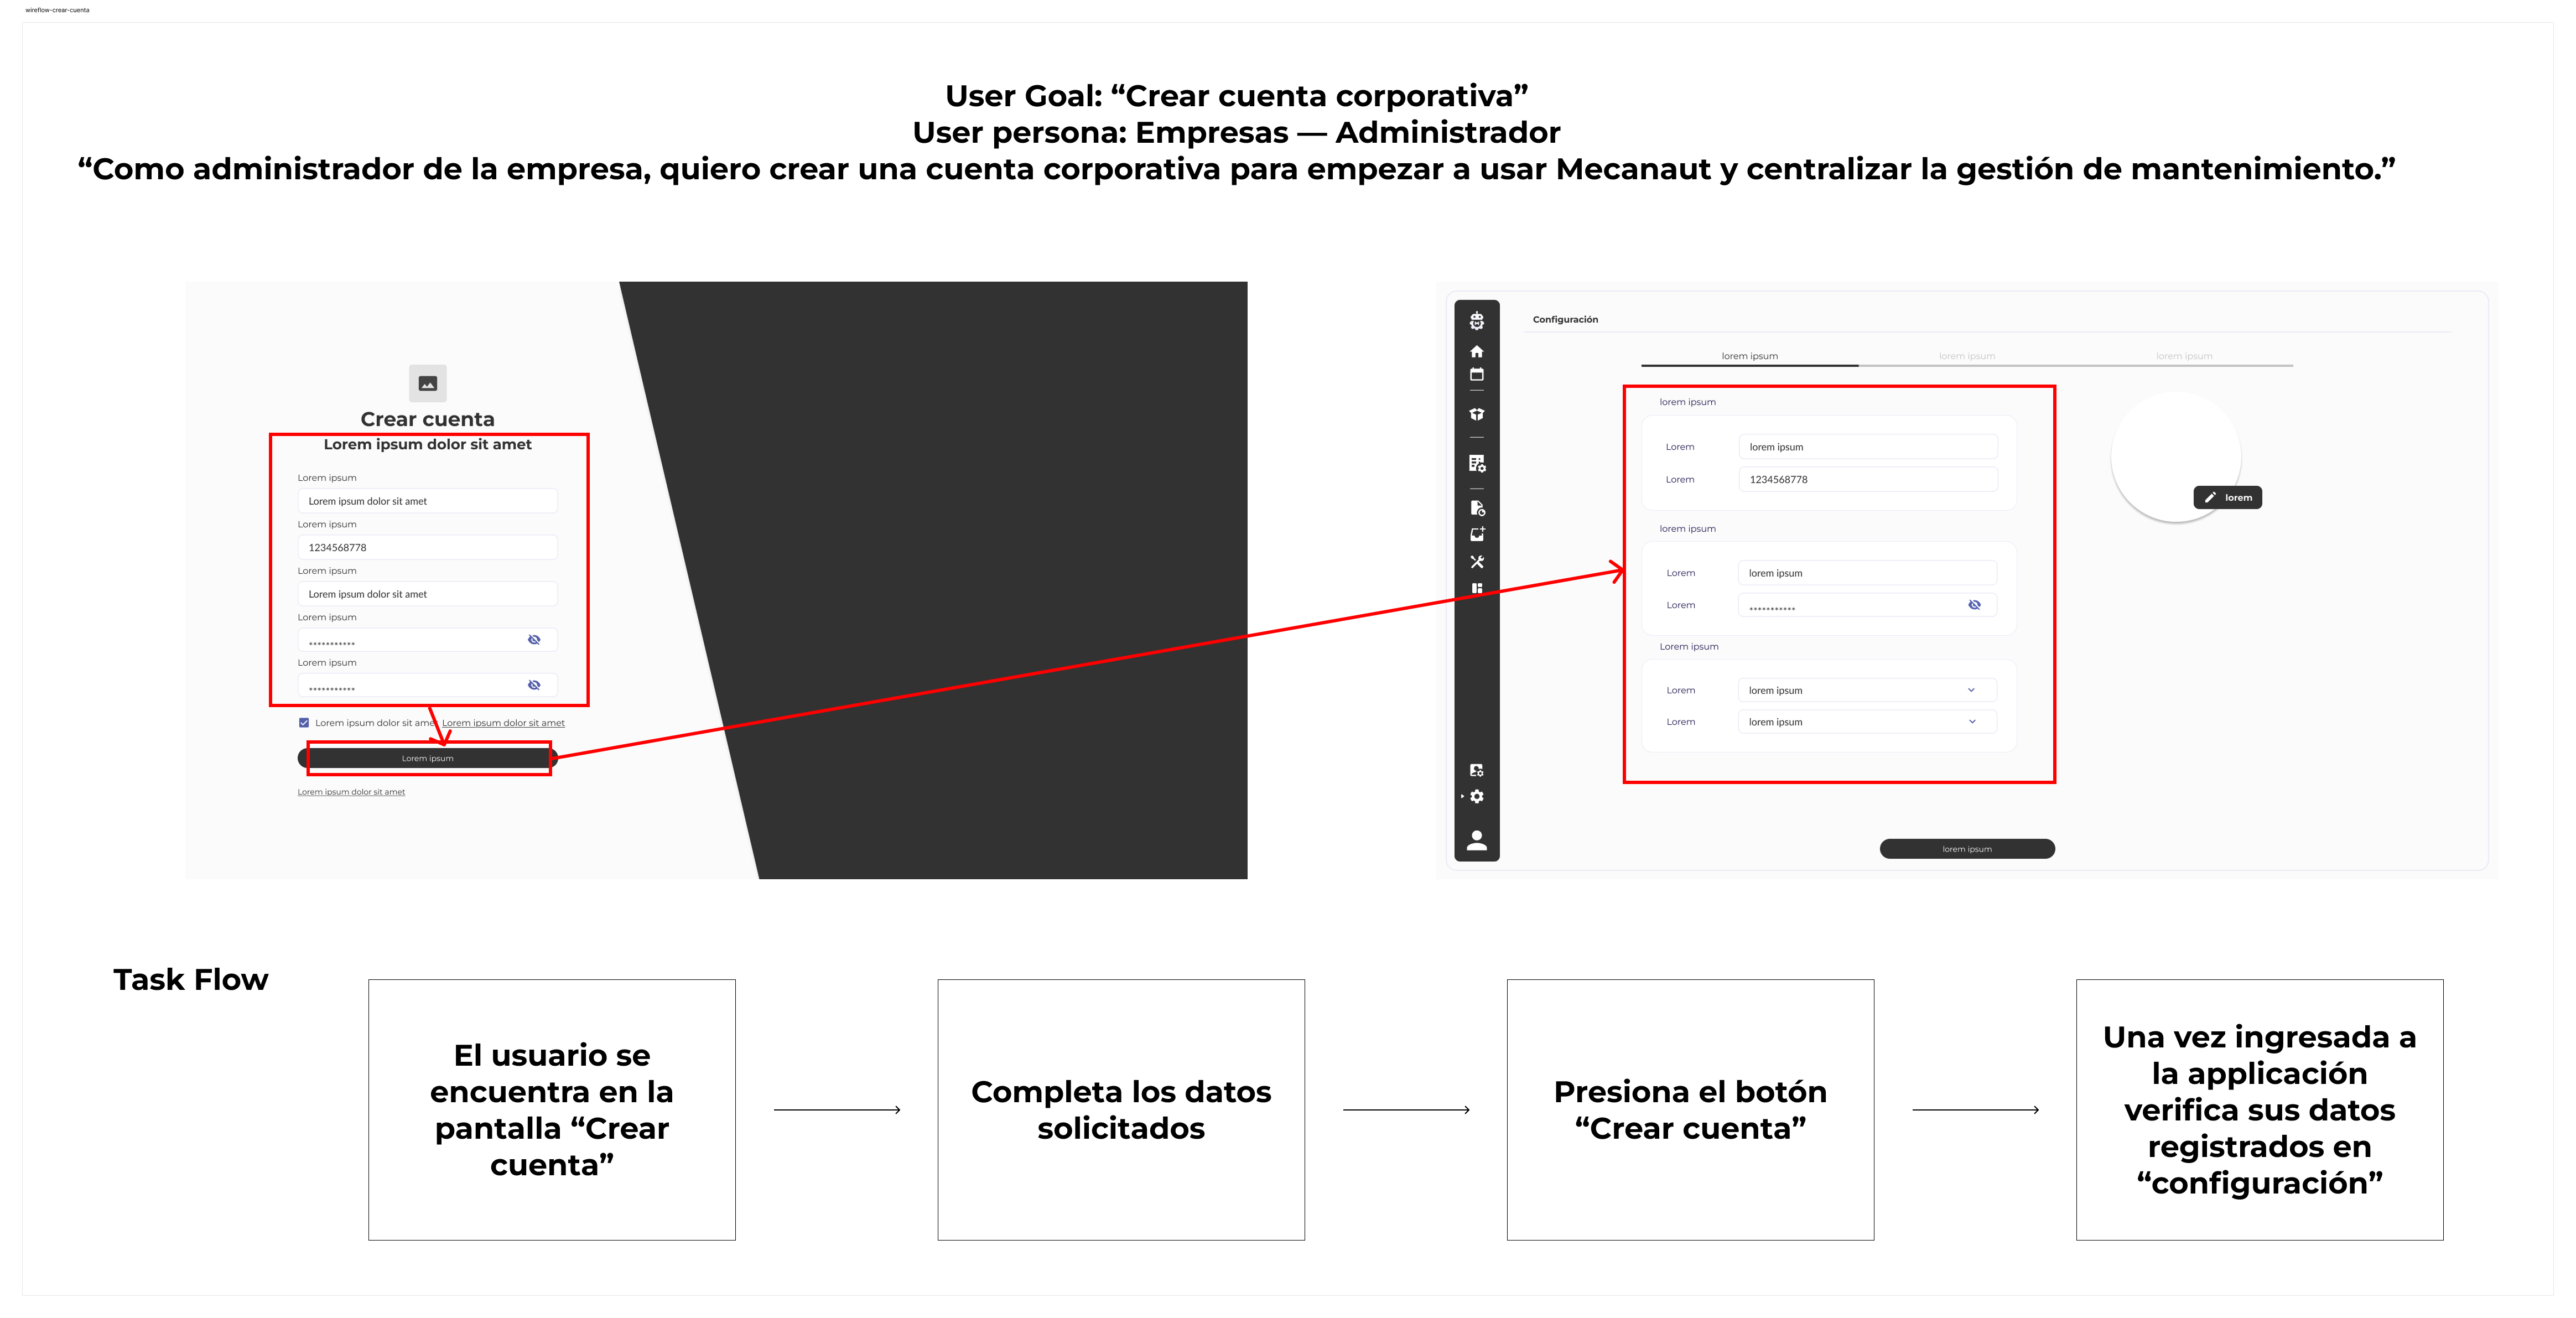 wireflow-crear-cuenta
User Goal: “Crear cuenta corporativa”
User persona: Empresas — Administrador
“Como administrador de la empresa, quiero crear una cuenta corporativa para empezar a usar Mecanaut y centralizar la gestión de mantenimiento.”
Crear cuenta
Lorem ipsum dolor sit amet
Lorem ipsum
Lorem ipsum dolor sit amet
Lorem ipsum
1234568778
Lorem ipsum
Lorem ipsum dolor sit amet
Lorem ipsum
•••••••••••
Lorem ipsum
•••••••••••
Lorem ipsum dolor sit amet Lorem ipsum dolor sit amet
Lorem ipsum
Lorem ipsum dolor sit amet
Configuración
lorem ipsum
lorem ipsum
lorem ipsum
lorem ipsum
Lorem
lorem ipsum
Lorem
1234568778
lorem
lorem ipsum
Lorem
lorem ipsum
Lorem
•••••••••••
Lorem ipsum
Lorem
lorem ipsum
Lorem
lorem ipsum
lorem ipsum
Task Flow
El usuario se
encuentra en la
pantalla “Crear
cuenta”
Completa los datos
solicitados
Presiona el botón
“Crear cuenta”
Una vez ingresada a
la applicación
verifica sus datos
registrados en
“configuración”